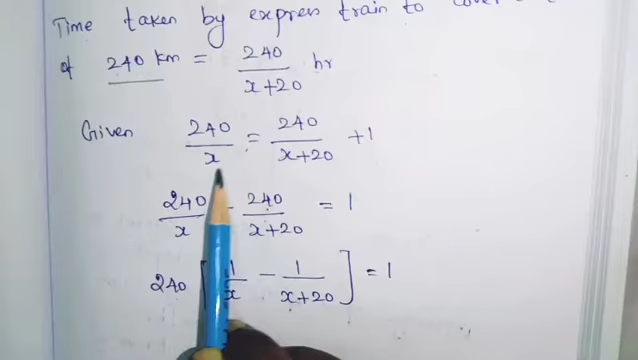 Time taken by express train to cover
of 240 km = 240/(x+20) hr
Given 240/x = 240/(x+20) + 1
240/x - 240/(x+20) = 1
240 [1/x - 1/(x+20)] = 1